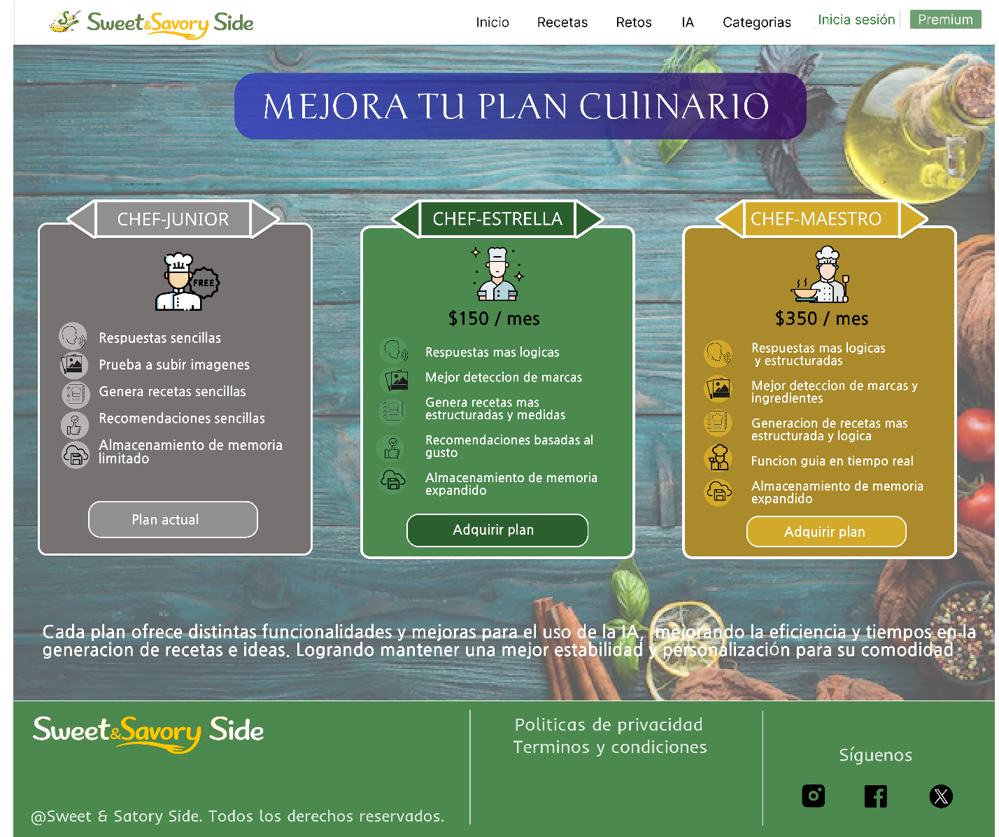 Sweet&Savory Side
Inicio Recetas Retos IA Categorias Inicia sesión Premium
MEJORA TU PLAN CUlINARIO
CHEF-JUNIOR
FREE
Respuestas sencillas
Prueba a subir imagenes
Genera recetas sencillas
Recomendaciones sencillas
Almacenamiento de memoria
limitado
Plan actual
CHEF-ESTRELLA
$150 / mes
Respuestas mas logicas
Mejor deteccion de marcas
Genera recetas mas
estructuradas y medidas
Recomendaciones basadas al
gusto
Almacenamiento de memoria
expandido
Adquirir plan
CHEF-MAESTRO
$350 / mes
Respuestas mas logicas
y estructuradas
Mejor deteccion de marcas y
ingredientes
Generacion de recetas mas
estructurada y logica
Funcion guia en tiempo real
Almacenamiento de memoria
expandido
Adquirir plan
Cada plan ofrece distintas funcionalidades y mejoras para el uso de la IA, mejorando la eficiencia y tiempos en la
generacion de recetas e ideas. Logrando mantener una mejor estabilidad y personalización para su comodidad
Sweet&Savory Side
@Sweet & Satory Side. Todos los derechos reservados.
Politicas de privacidad
Terminos y condiciones
Síguenos